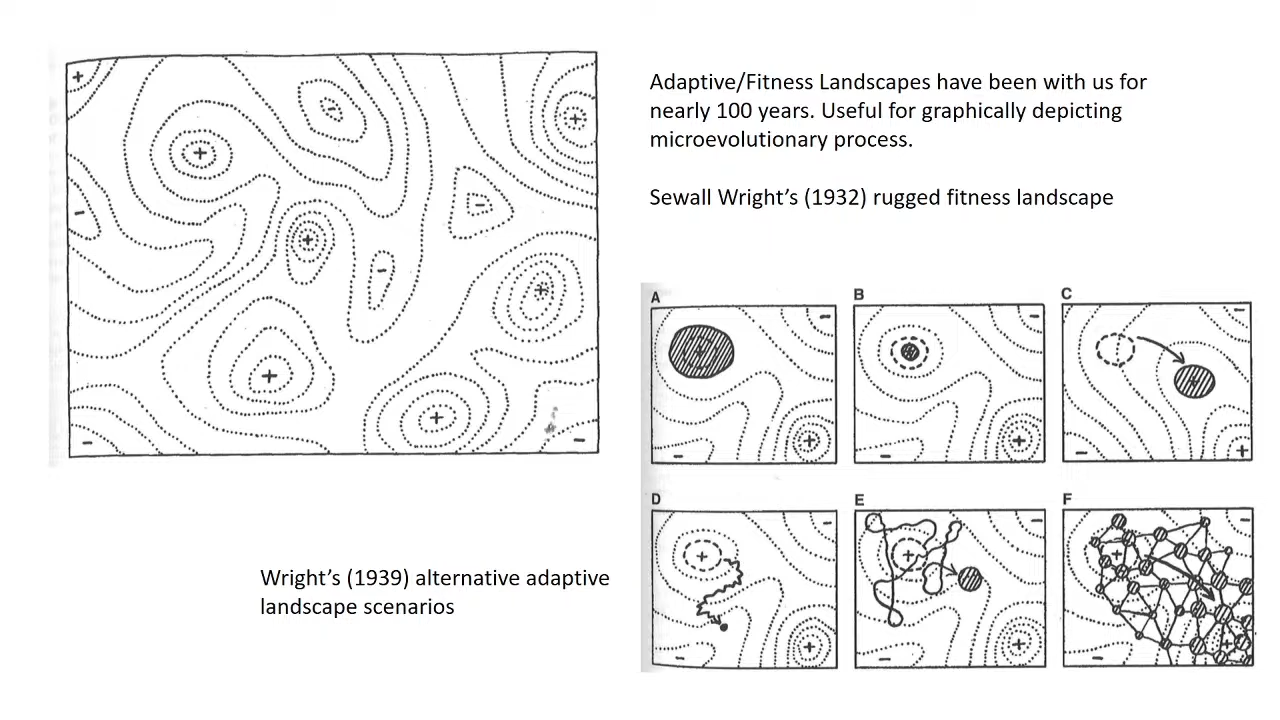 Adaptive/Fitness Landscapes have been with us for
nearly 100 years. Useful for graphically depicting
microevolutionary process.
Sewall Wright’s (1932) rugged fitness landscape
A
B
C
D
E
F
Wright’s (1939) alternative adaptive
landscape scenarios